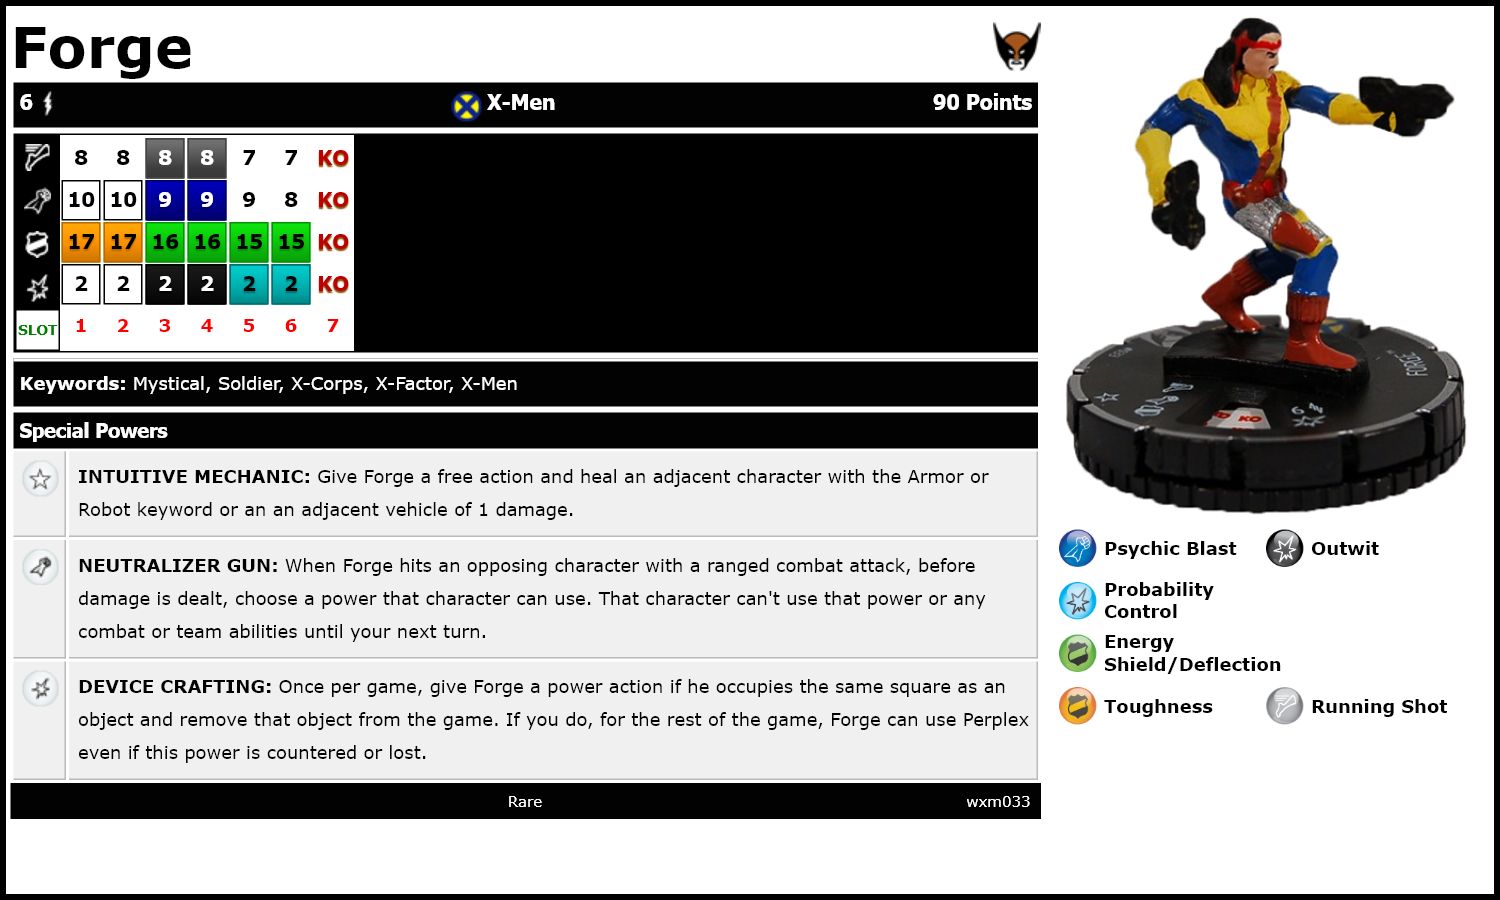 Forge
6 X-Men 90 Points
8 8 8 8 7 7 KO
10 10 9 9 9 8 KO
17 17 16 16 15 15 KO
2 2 2 2 2 2 KO
SLOT 1 2 3 4 5 6 7
Keywords: Mystical, Soldier, X-Corps, X-Factor, X-Men
Special Powers
INTUITIVE MECHANIC: Give Forge a free action and heal an adjacent character with the Armor or
Robot keyword or an an adjacent vehicle of 1 damage.
NEUTRALIZER GUN: When Forge hits an opposing character with a ranged combat attack, before
damage is dealt, choose a power that character can use. That character can't use that power or any
combat or team abilities until your next turn.
DEVICE CRAFTING: Once per game, give Forge a power action if he occupies the same square as an
object and remove that object from the game. If you do, for the rest of the game, Forge can use Perplex
even if this power is countered or lost.
Rare wxm033
FORGE
KO
6
Psychic Blast Outwit
Probability
Control
Energy
Shield/Deflection
Toughness Running Shot